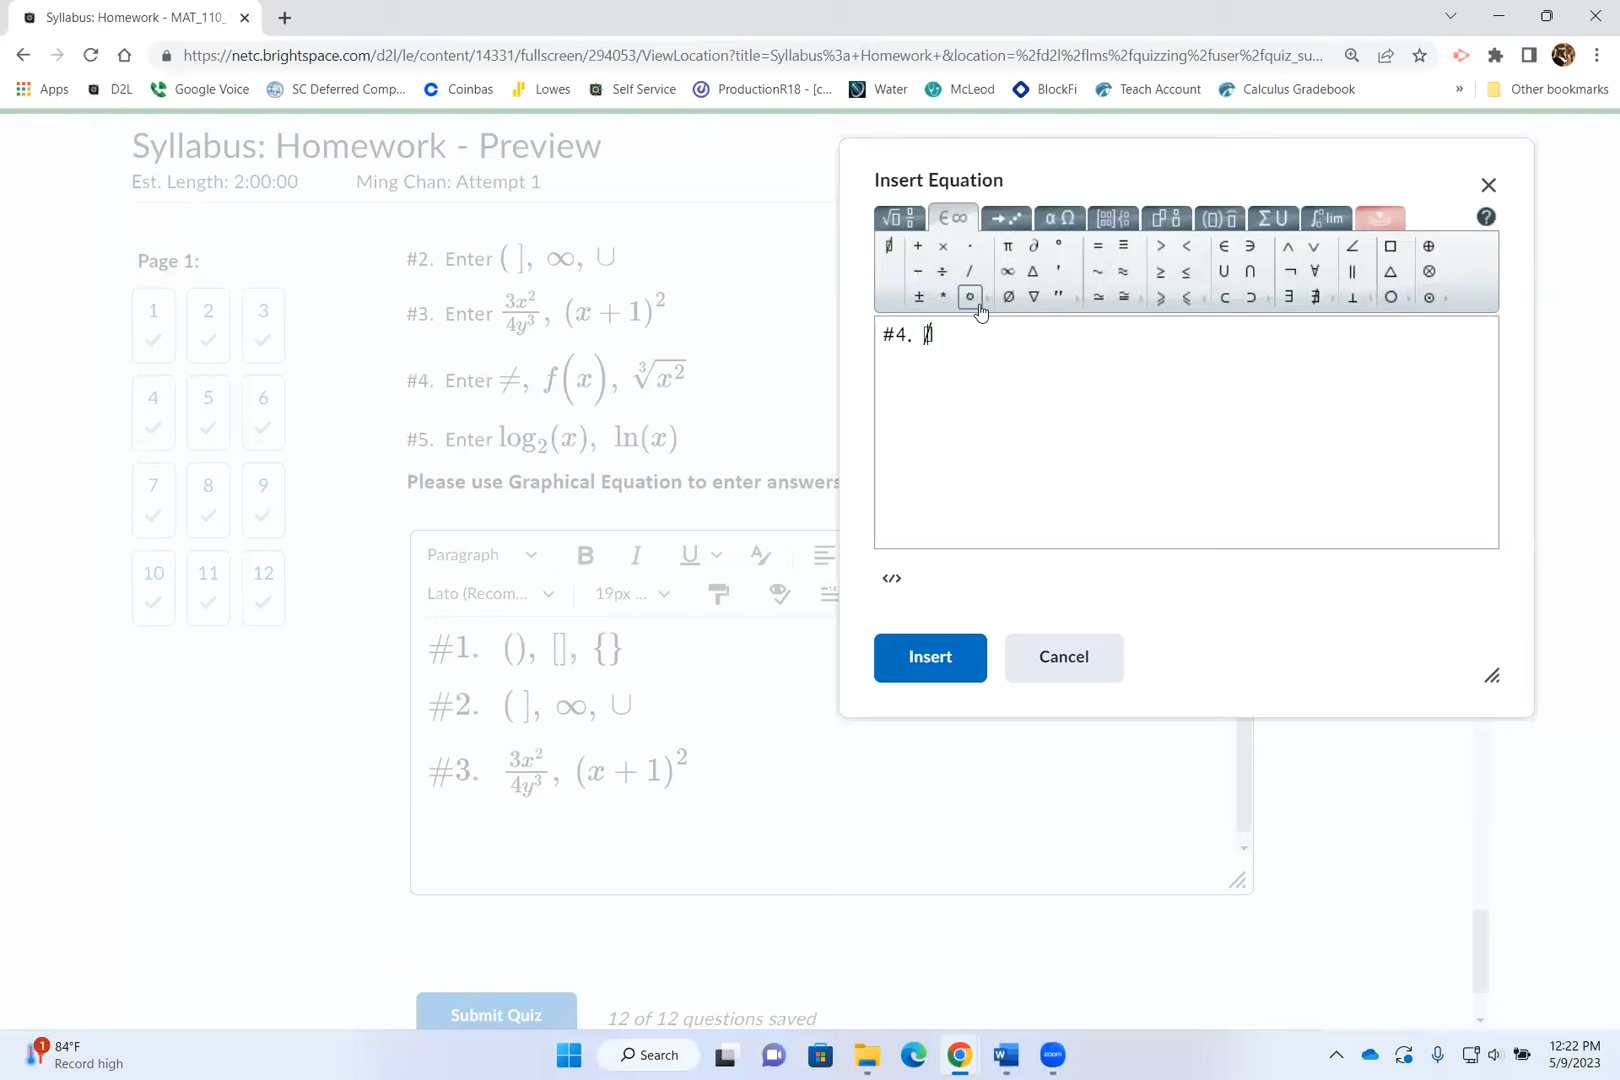 Syllabus: Homework - MAT_110_
https://netc.brightspace.com/d2l/le/content/14331/fullscreen/294053/ViewLocation?title=Syllabus%3a+Homework+&location=%2fd2l%2flms%2fquizzing%2fuser%2fquiz_su...
Apps D2L Google Voice SC Deferred Comp... Coinbas Lowes Self Service ProductionR18 - [c... Water McLeod BlockFi Teach Account Calculus Gradebook » Other bookmarks
Syllabus: Homework - Preview
Est. Length: 2:00:00 Ming Chan: Attempt 1
Page 1:
1 2 3
4 5 6
7 8 9
10 11 12
#2. Enter ( ], ∞, ∪
#3. Enter 3x²/4y³, (x + 1)²
#4. Enter ≠, f(x), ∛x²
#5. Enter log₂(x), ln(x)
Please use Graphical Equation to enter answers
Paragraph B I U A
Lato (Recom... 19px ...
#1. (), [], {}
#2. ( ], ∞, ∪
#3. 3x²/4y³, (x + 1)²
Submit Quiz 12 of 12 questions saved
Insert Equation
√ ∈∞ α Ω ΣU ∫lim ?
+ × · π ∂ ° = ≡ > < ∈ ∋ ∧ ∨ ∠ □ ⊕
− ÷ / ∞ Δ ' ~ ≈ ≥ ≤ ∪ ∩ ¬ ∀ ∥ △ ⊗
± * ∅ ∇ '' ≃ ≅ ⩾ ⩽ ⊂ ⊃ ∃ ∄ ⊥ ○ ⊙
#4.
</>
Insert Cancel
1 84°F
Record high
Search
W zoom
12:22 PM
5/9/2023